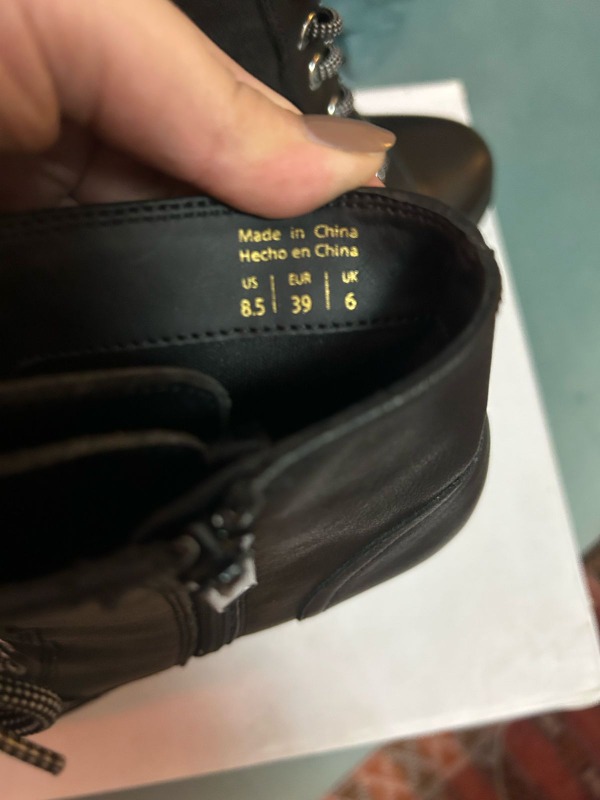 Made in China
Hecho en China
US | EUR | UK
8.5 | 39 | 6